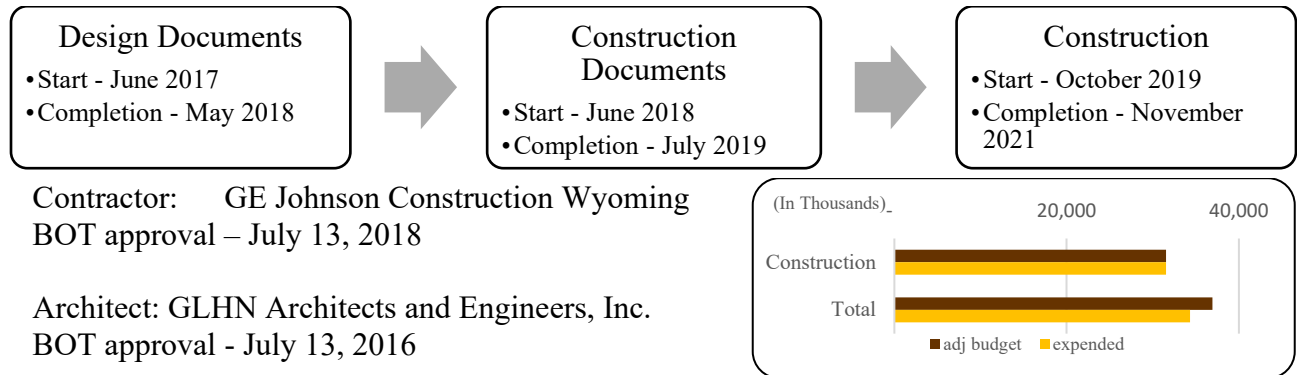 Design Documents
•Start - June 2017
•Completion - May 2018
Construction
Documents
•Start - June 2018
•Completion - July 2019
Construction
•Start - October 2019
•Completion - November
2021
Contractor: GE Johnson Construction Wyoming
BOT approval – July 13, 2018
Architect: GLHN Architects and Engineers, Inc.
BOT approval - July 13, 2016
(In Thousands) - 20,000 40,000
Construction
Total
adj budget expended